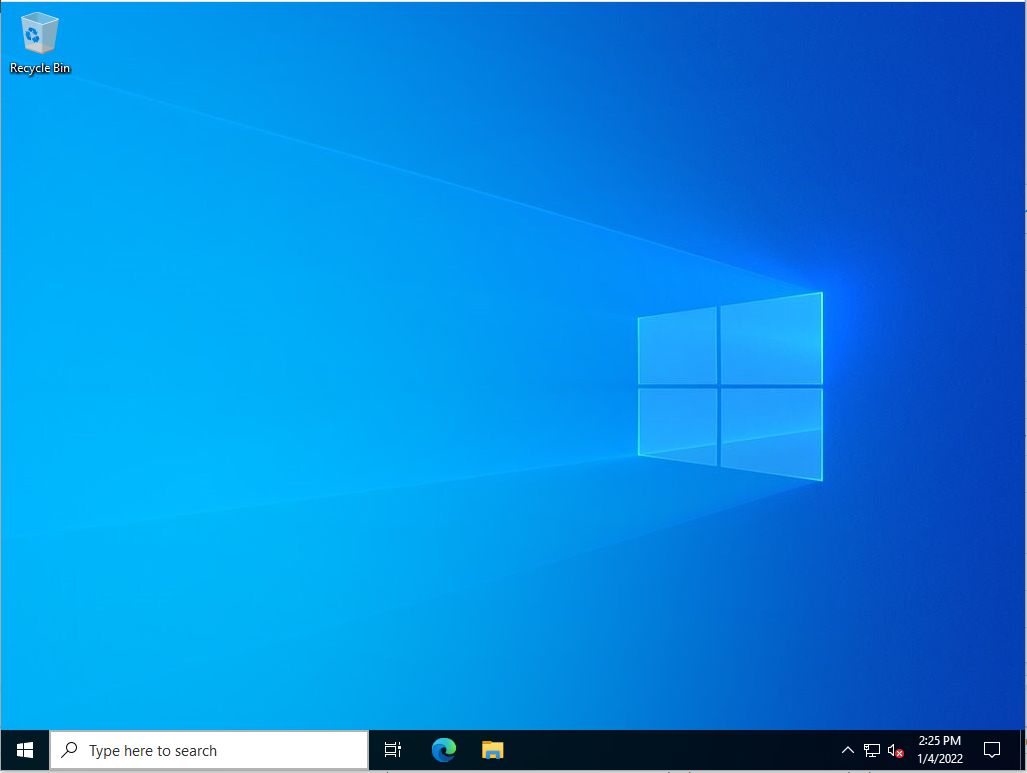 Recycle Bin
Type here to search
2:25 PM
1/4/2022